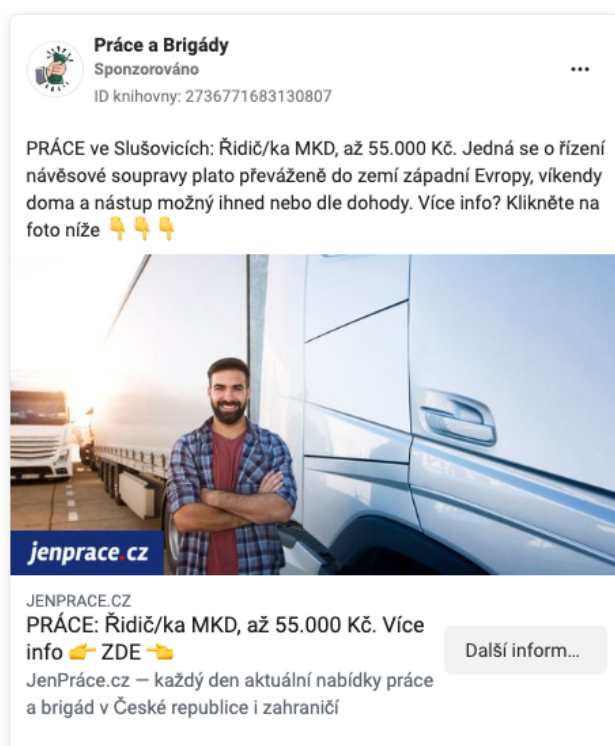 Práce a Brigády
Sponzorováno
ID knihovny: 2736771683130807
PRÁCE ve Slušovicích: Řidič/ka MKD, až 55.000 Kč. Jedná se o řízení
návěsové soupravy plato převáženě do zemí západní Evropy, víkendy
doma a nástup možný ihned nebo dle dohody. Více info? Klikněte na
foto níže 👇👇👇
jenprace.cz
JENPRACE.CZ
PRÁCE: Řidič/ka MKD, až 55.000 Kč. Více
info 👉 ZDE 👈
Další inform...
JenPráce.cz — každý den aktuální nabídky práce
a brigád v České republice i zahraničí